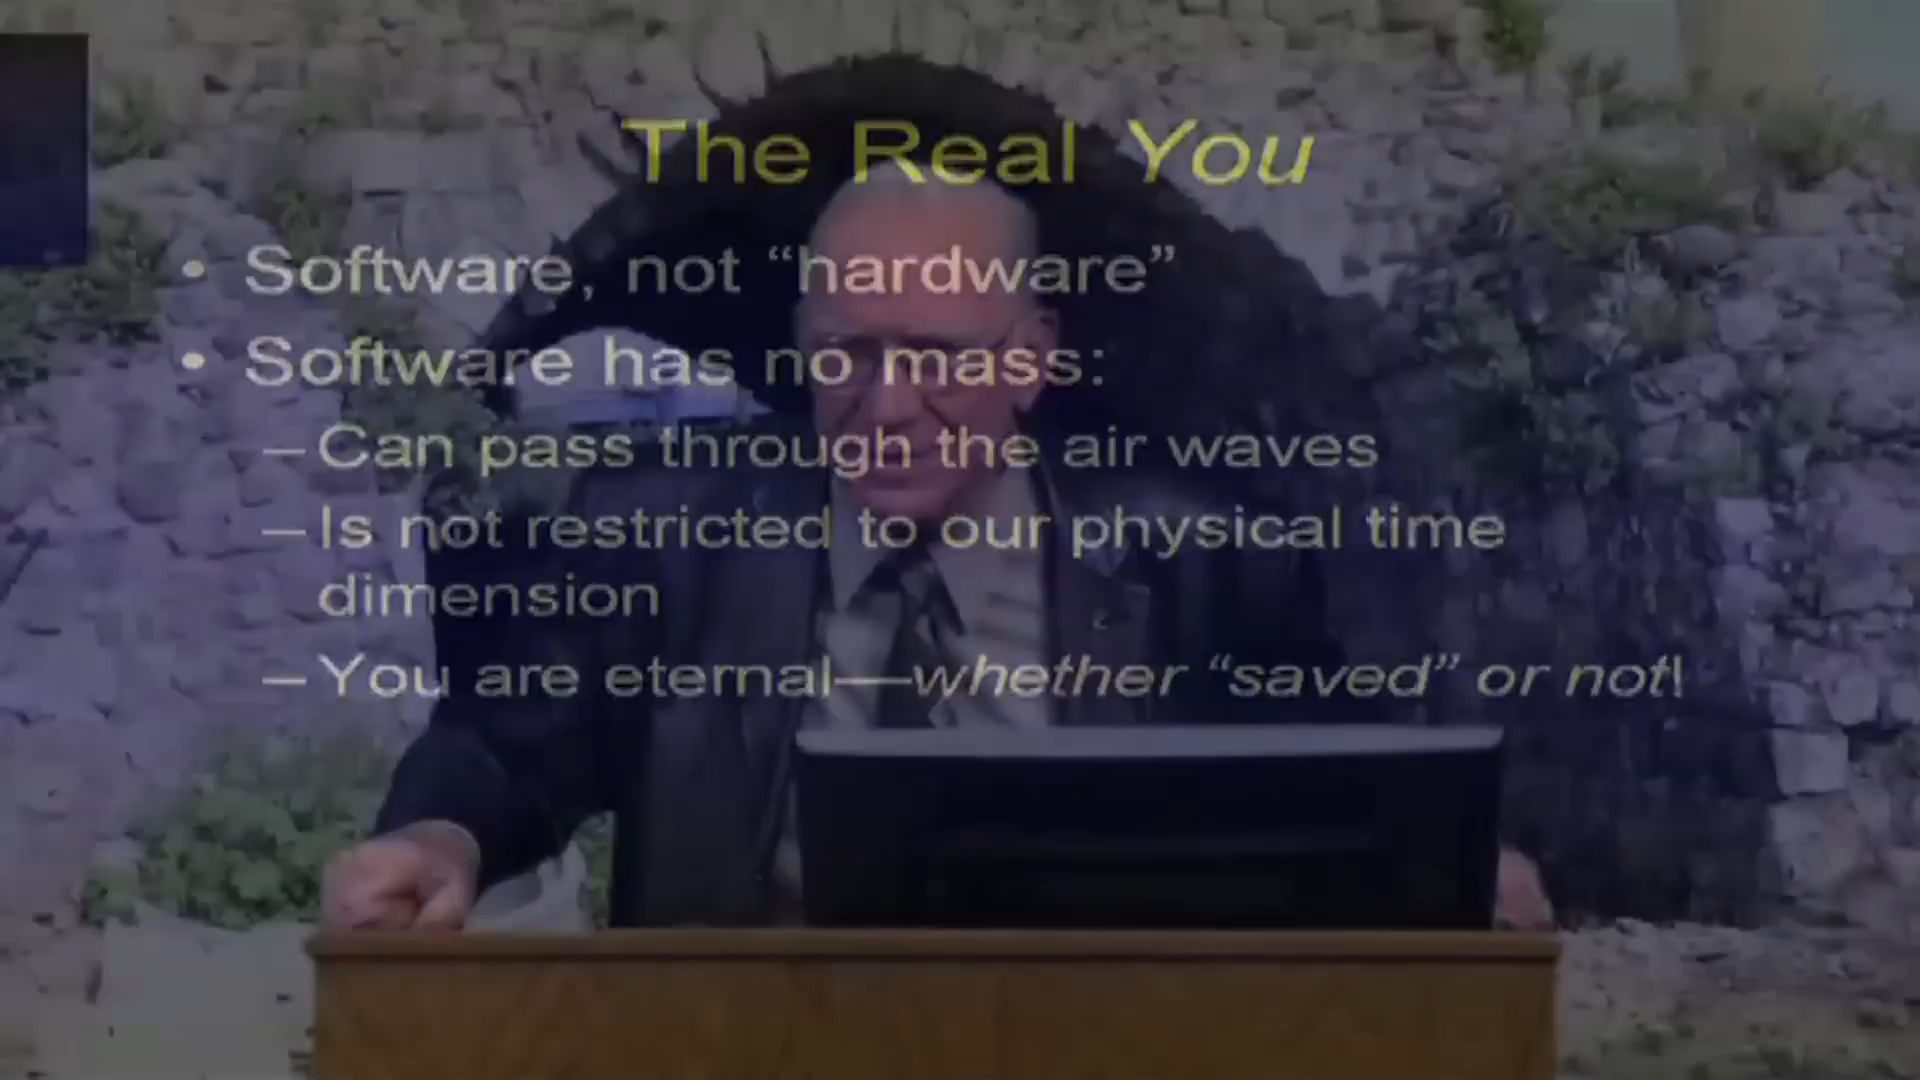 The Real You
• Software, not “hardware”
• Software has no mass:
– Can pass through the air waves
– Is not restricted to our physical time
dimension
– You are eternal—whether “saved” or not!